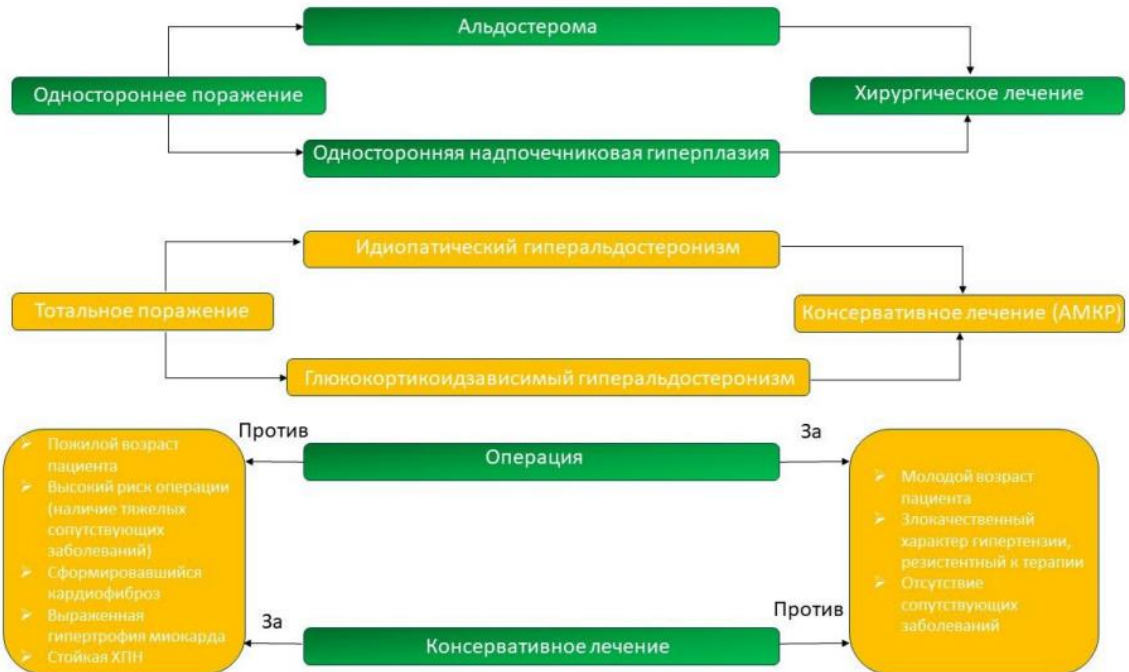 Альдостерома
Одностороннее поражение
Хирургическое лечение
Односторонняя надпочечниковая гиперплазия
Идиопатический гиперальдостеронизм
Тотальное поражение
Консервативное лечение (АМКР)
Глюкокортикоидзависимый гиперальдостеронизм
Против
За
Операция
Пожилой возраст
пациента
Высокий риск операции
(наличие тяжелых
сопутствующих
заболеваний)
Сформировавшийся
кардиофиброз
Выраженная
гипертрофия миокарда
Стойкая ХПН
Молодой возраст
пациента
Злокачественный
характер гипертензии,
резистентный к терапии
Отсутствие
сопутствующих
заболеваний
За
Против
Консервативное лечение